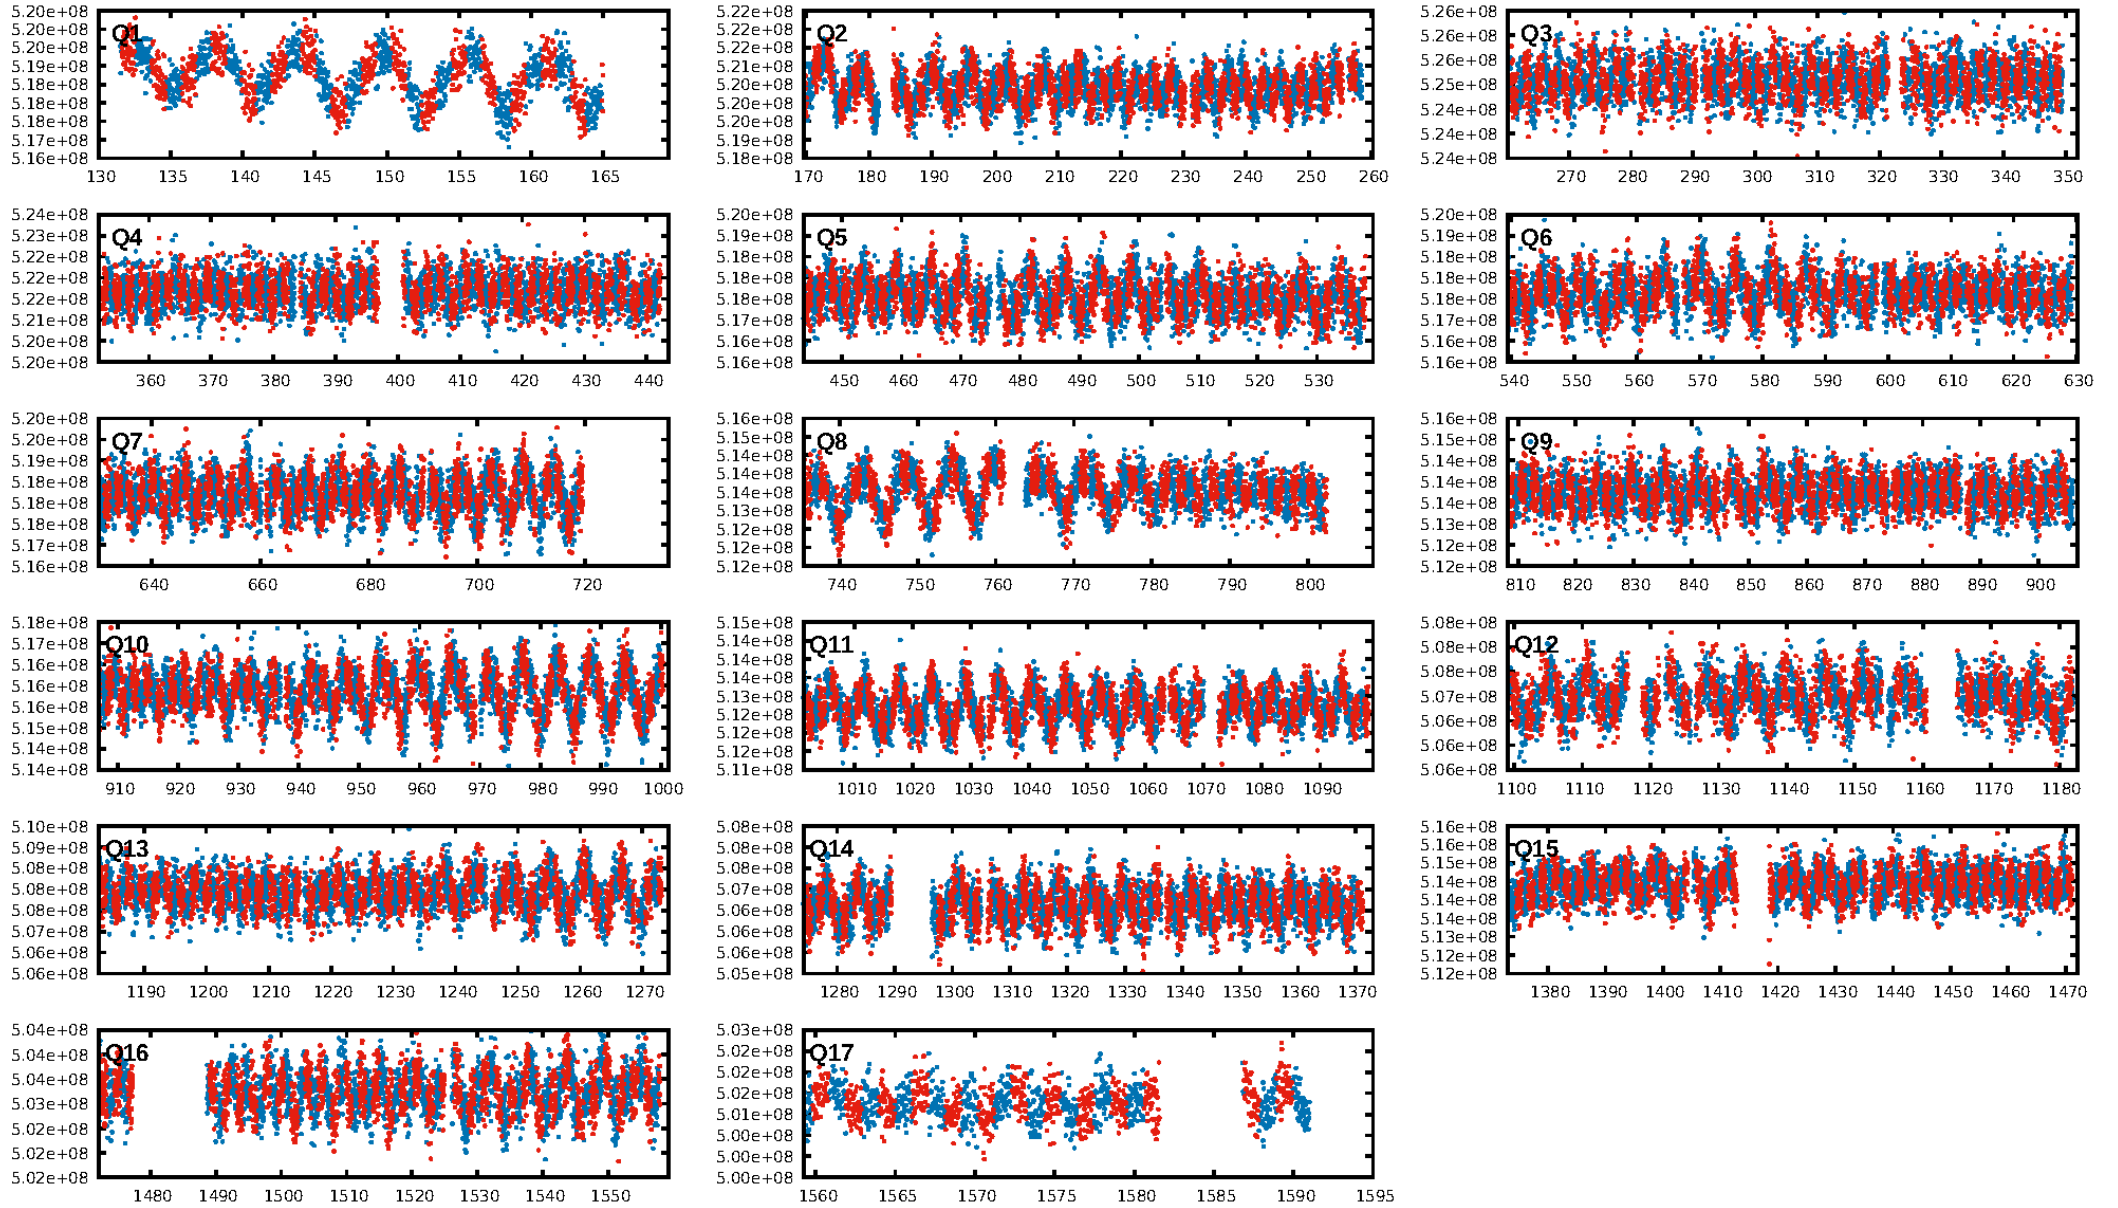 5.20e+08 5.20e+08 5.20e+08 5.19e+08 5.18e+08 5.18e+08 5.18e+08 5.17e+08 5.16e+08
Q1
130 135 140 145 150 155 160 165
5.22e+08 5.22e+08 5.22e+08 5.21e+08 5.20e+08 5.20e+08 5.20e+08 5.19e+08 5.18e+08
Q2
170 180 190 200 210 220 230 240 250 260
5.26e+08 5.26e+08 5.25e+08 5.25e+08 5.24e+08 5.24e+08 5.24e+08
Q3
270 280 290 300 310 320 330 340 350
5.24e+08 5.23e+08 5.22e+08 5.22e+08 5.22e+08 5.21e+08 5.20e+08 5.20e+08
Q4
360 370 380 390 400 410 420 430 440
5.20e+08 5.19e+08 5.18e+08 5.18e+08 5.18e+08 5.17e+08 5.16e+08 5.16e+08
Q5
450 460 470 480 490 500 510 520 530
5.20e+08 5.19e+08 5.18e+08 5.18e+08 5.18e+08 5.17e+08 5.16e+08 5.16e+08
Q6
540 550 560 570 580 590 600 610 620 630
5.20e+08 5.20e+08 5.19e+08 5.18e+08 5.18e+08 5.18e+08 5.17e+08 5.16e+08
Q7
640 660 680 700 720
5.16e+08 5.15e+08 5.14e+08 5.14e+08 5.14e+08 5.13e+08 5.12e+08 5.12e+08 5.12e+08
Q8
740 750 760 770 780 790 800
5.16e+08 5.15e+08 5.14e+08 5.14e+08 5.14e+08 5.13e+08 5.12e+08 5.12e+08
Q9
810 820 830 840 850 860 870 880 890 900
5.18e+08 5.17e+08 5.16e+08 5.16e+08 5.16e+08 5.15e+08 5.14e+08 5.14e+08
Q10
910 920 930 940 950 960 970 980 990 1000
5.15e+08 5.14e+08 5.14e+08 5.14e+08 5.13e+08 5.12e+08 5.12e+08 5.12e+08 5.11e+08
Q11
1010 1020 1030 1040 1050 1060 1070 1080 1090
5.08e+08 5.08e+08 5.08e+08 5.07e+08 5.06e+08 5.06e+08 5.06e+08
Q12
1100 1110 1120 1130 1140 1150 1160 1170 1180
5.10e+08 5.09e+08 5.08e+08 5.08e+08 5.08e+08 5.07e+08 5.06e+08 5.06e+08
Q13
1190 1200 1210 1220 1230 1240 1250 1260 1270
5.08e+08 5.08e+08 5.08e+08 5.07e+08 5.06e+08 5.06e+08 5.06e+08 5.05e+08
Q14
1280 1290 1300 1310 1320 1330 1340 1350 1360 1370
5.16e+08 5.16e+08 5.15e+08 5.14e+08 5.14e+08 5.14e+08 5.13e+08 5.12e+08 5.12e+08
Q15
1380 1390 1400 1410 1420 1430 1440 1450 1460 1470
5.04e+08 5.04e+08 5.04e+08 5.03e+08 5.02e+08 5.02e+08 5.02e+08
Q16
1480 1490 1500 1510 1520 1530 1540 1550
5.03e+08 5.02e+08 5.02e+08 5.02e+08 5.01e+08 5.00e+08 5.00e+08 5.00e+08
Q17
1560 1565 1570 1575 1580 1585 1590 1595